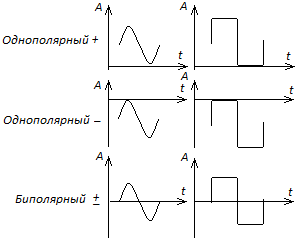 A A
Однополярный +
t t
A A
t t
Однополярный –
A A
Биполярный ±
t t